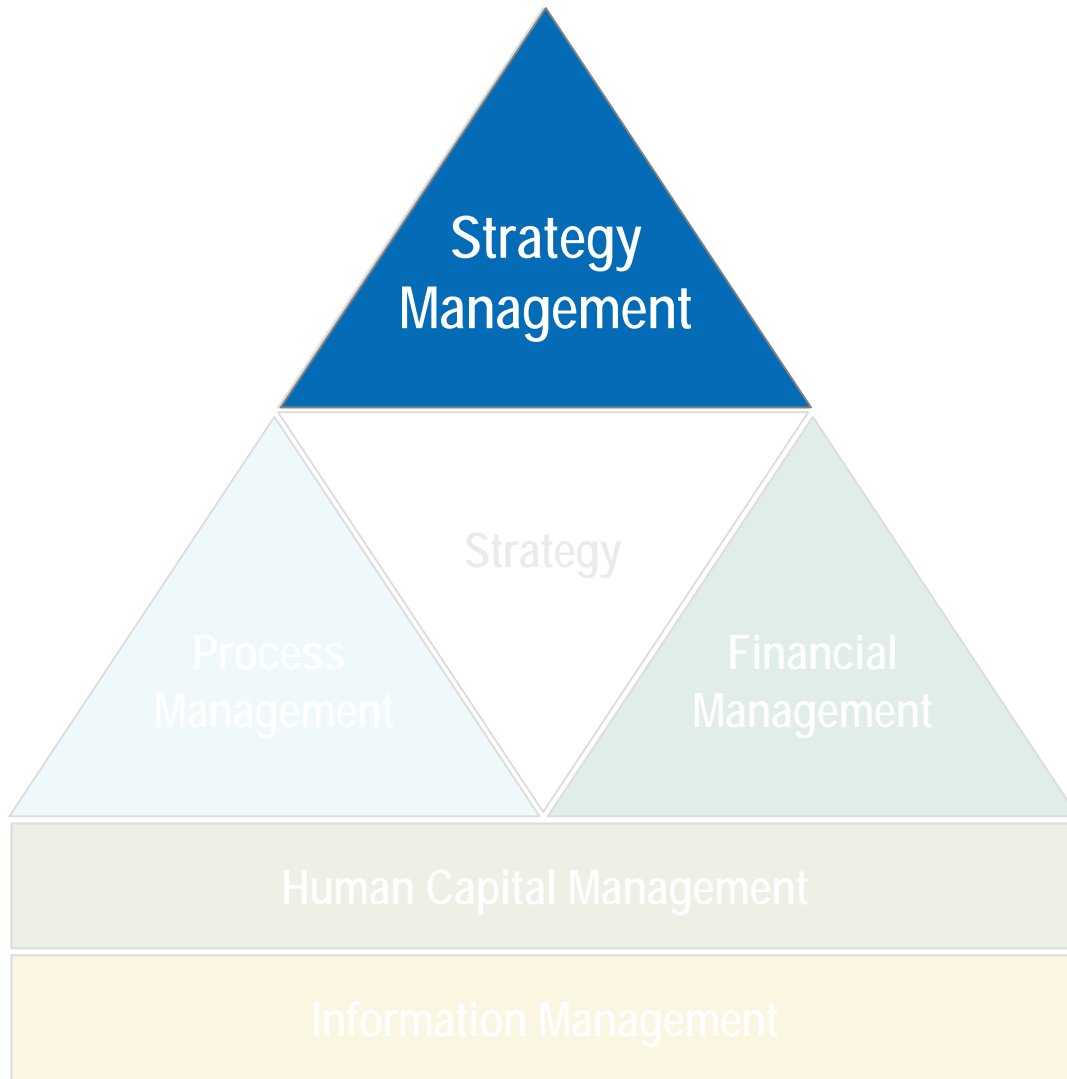 Strategy
Management
Strategy
Process
Management
Financial
Management
Human Capital Management
Information Management